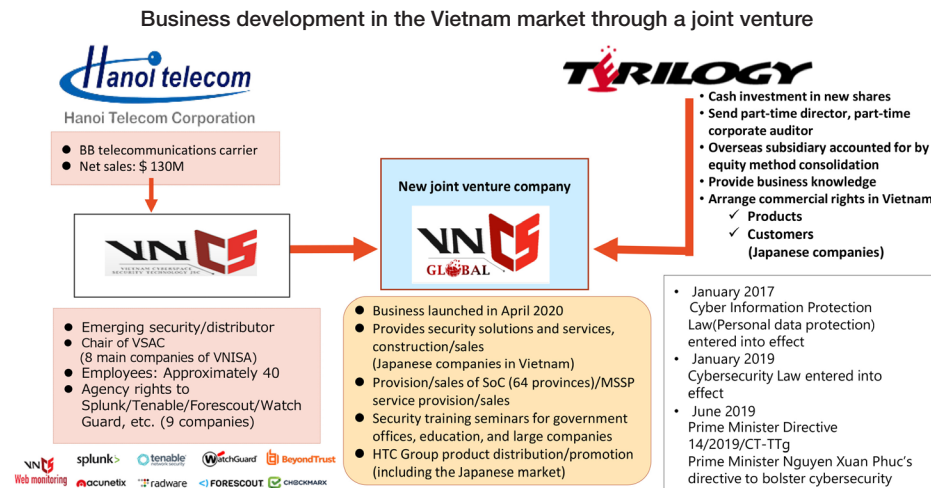 Business development in the Vietnam market through a joint venture
Hanoi telecom
Hanoi Telecom Corporation
● BB telecommunications carrier
● Net sales: $ 130M
TERILOGY
• Cash investment in new shares
• Send part-time director, part-time
corporate auditor
• Overseas subsidiary accounted for by
equity method consolidation
• Provide business knowledge
• Arrange commercial rights in Vietnam
✓ Products
✓ Customers
(Japanese companies)
VNCS
VIETNAM CYBERSPACE
SECURITY TECHNOLOGY JSC
New joint venture company
VNCS
GLOBAL
● Emerging security/distributor
● Chair of VSAC
(8 main companies of VNISA)
● Employees: Approximately 40
● Agency rights to
Splunk/Tenable/Forescout/Watch
Guard, etc. (9 companies)
● Business launched in April 2020
● Provides security solutions and services,
construction/sales
(Japanese companies in Vietnam)
● Provision/sales of SoC (64 provinces)/MSSP
service provision/sales
● Security training seminars for government
offices, education, and large companies
● HTC Group product distribution/promotion
(including the Japanese market)
• January 2017
Cyber Information Protection
Law(Personal data protection)
entered into effect
• January 2019
Cybersecurity Law entered into
effect
• June 2019
Prime Minister Directive
14/2019/CT-TTg
Prime Minister Nguyen Xuan Phuc's
directive to bolster cybersecurity
VNCS
Web monitoring
splunk>
tenable
network security
WatchGuard
BeyondTrust
acunetix
radware
FORESCOUT
CHECKMARX